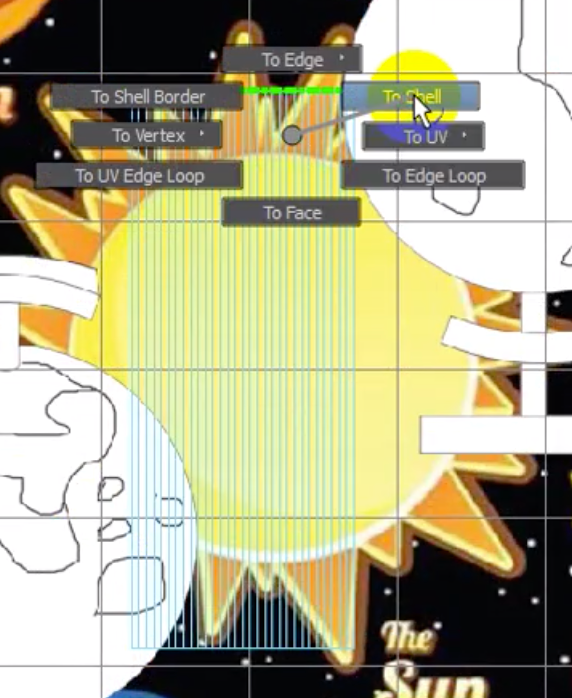 To Edge
To Shell Border
To Shell
To Vertex
To UV
To UV Edge Loop
To Edge Loop
To Face
The
Sun